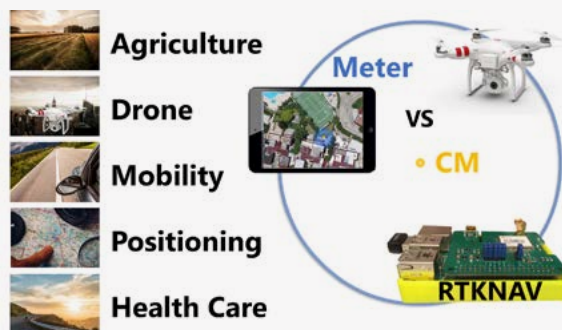 Agriculture
Drone
Mobility
Positioning
Health Care
Meter
VS
CM
RTKNAV